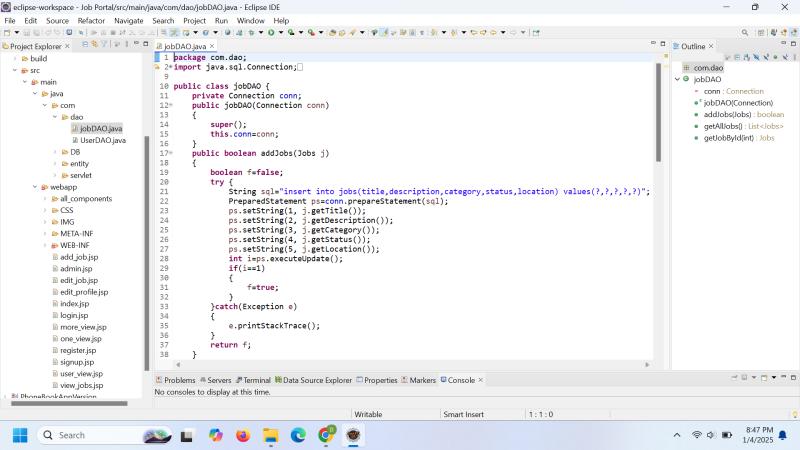 eclipse-workspace - Job Portal/src/main/java/com/dao/jobDAO.java - Eclipse IDE
File Edit Source Refactor Navigate Search Project Run Window Help
Project Explorer
build
src
main
java
com
dao
jobDAO.java
UserDAO.java
DB
entity
servlet
webapp
all_components
CSS
IMG
META-INF
WEB-INF
add_job.jsp
admin.jsp
edit_job.jsp
edit_profile.jsp
index.jsp
login.jsp
more_view.jsp
one_view.jsp
register.jsp
signup.jsp
user_view.jsp
view_jobs.jsp
PhoneBookAppVersion
jobDAO.java
1 package com.dao;
2 import java.sql.Connection;
9
10 public class jobDAO {
11 private Connection conn;
12 public jobDAO(Connection conn)
13 {
14 super();
15 this.conn=conn;
16 }
17 public boolean addJobs(Jobs j)
18 {
19 boolean f=false;
20 try {
21 String sql="insert into jobs(title,description,category,status,location) values(?,?,?,?,?)";
22 PreparedStatement ps=conn.prepareStatement(sql);
23 ps.setString(1, j.getTitle());
24 ps.setString(2, j.getDescription());
25 ps.setString(3, j.getCategory());
26 ps.setString(4, j.getStatus());
27 ps.setString(5, j.getLocation());
28 int i=ps.executeUpdate();
29 if(i==1)
30 {
31 f=true;
32 }
33 }catch(Exception e)
34 {
35 e.printStackTrace();
36 }
37 return f;
38 }
Outline
com.dao
jobDAO
conn : Connection
jobDAO(Connection)
addJobs(Jobs) : boolean
getAllJobs() : List<Jobs>
getJobById(int) : Jobs
Problems Servers Terminal Data Source Explorer Properties Markers Console
No consoles to display at this time.
Writable Smart Insert 1 : 1 : 0
Search
8:47 PM
1/4/2025